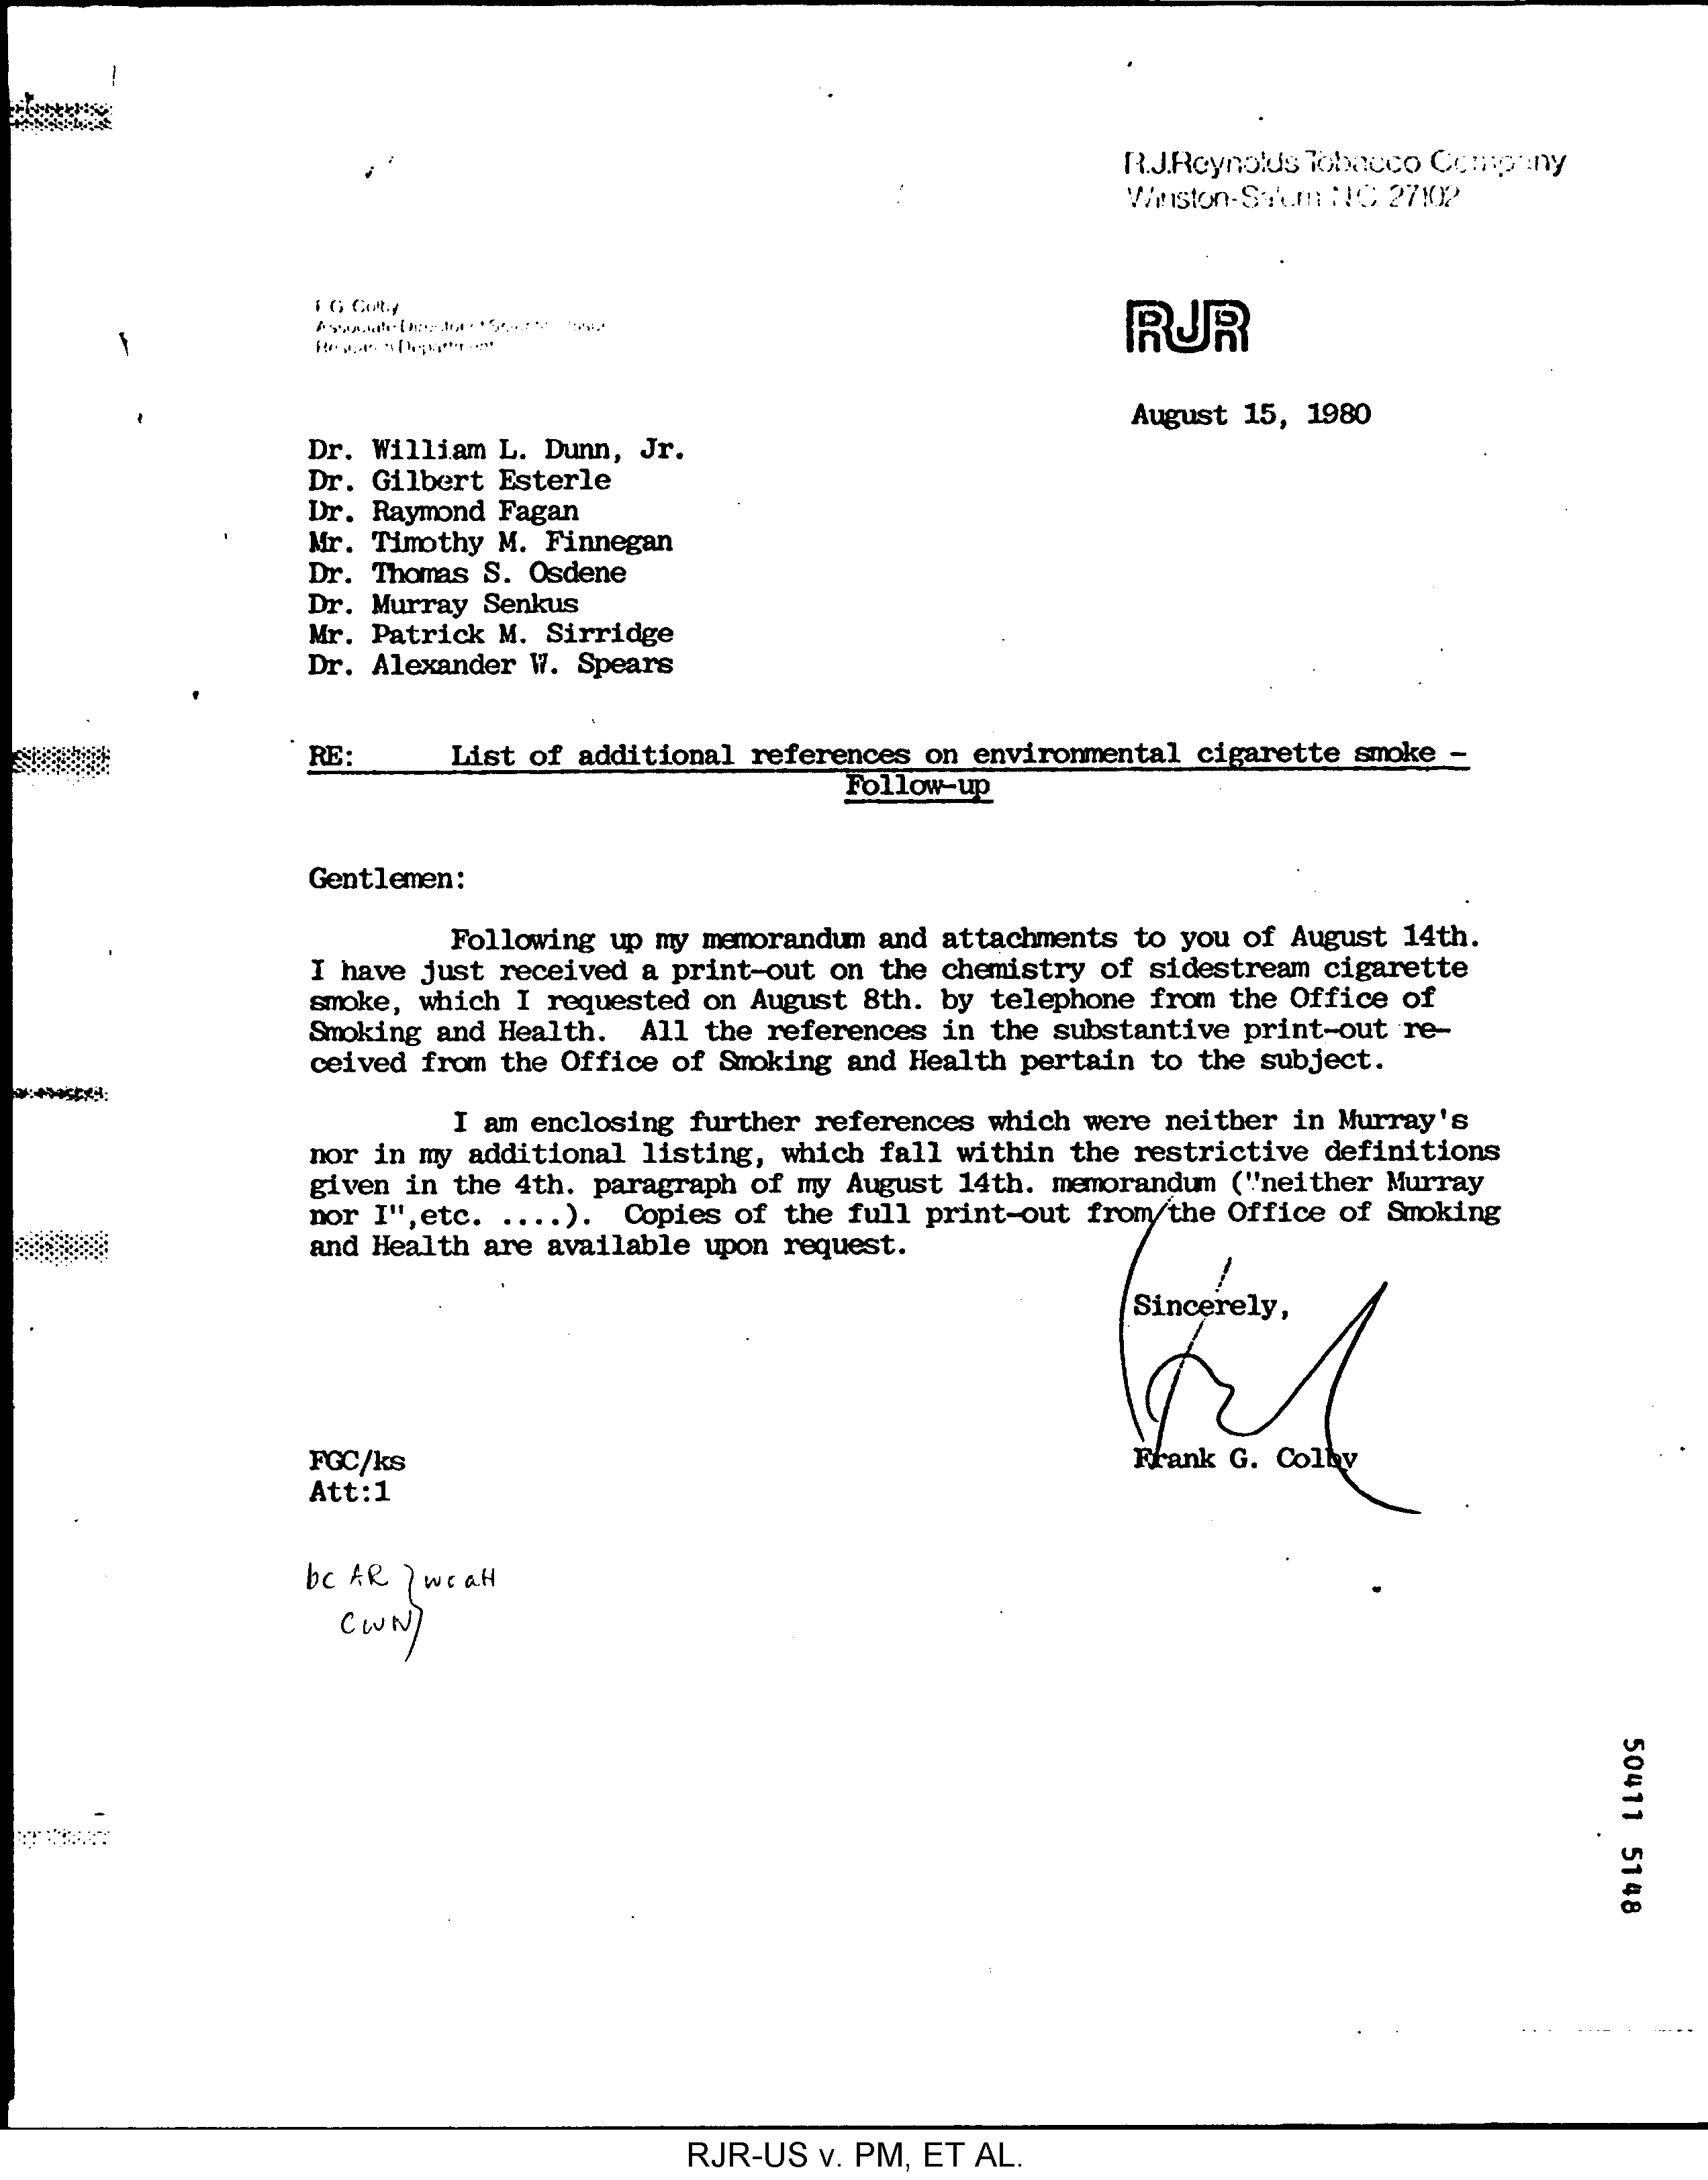 R.J.Reynolds Tobacco Company
Winston-Salem NC 27102
F G Colby
Research Department
RJR
August 15, 1980
Dr. William L. Dunn, Jr.
Dr. Gilbert Esterle
Dr. Raymond Fagan
Mr. Timothy M. Finnegan
Dr. Thomas S. Osdene
Dr. Murray Senkus
Mr. Patrick M. Sirridge
Dr. Alexander W. Spears
RE: List of additional references on environmental cigarette smoke -
Follow-up
Gentlemen:
Following up my memorandum and attachments to you of August 14th.
I have just received a print-out on the chemistry of sidestream cigarette
smoke, which I requested on August 8th. by telephone from the Office of
Smoking and Health. All the references in the substantive print-out re-
ceived from the Office of Smoking and Health pertain to the subject.
I am enclosing further references which were neither in Murray's
nor in my additional listing, which fall within the restrictive definitions
given in the 4th. paragraph of my August 14th. memorandum ("neither Murray
nor I",etc. ....). Copies of the full print-out from the Office of Smoking
and Health are available upon request.
Sincerely,
Frank G. Colby
FGC/ks
Att:1
bc AR } wcaH
CWN
50411 5148
RJR-US v. PM, ET AL.